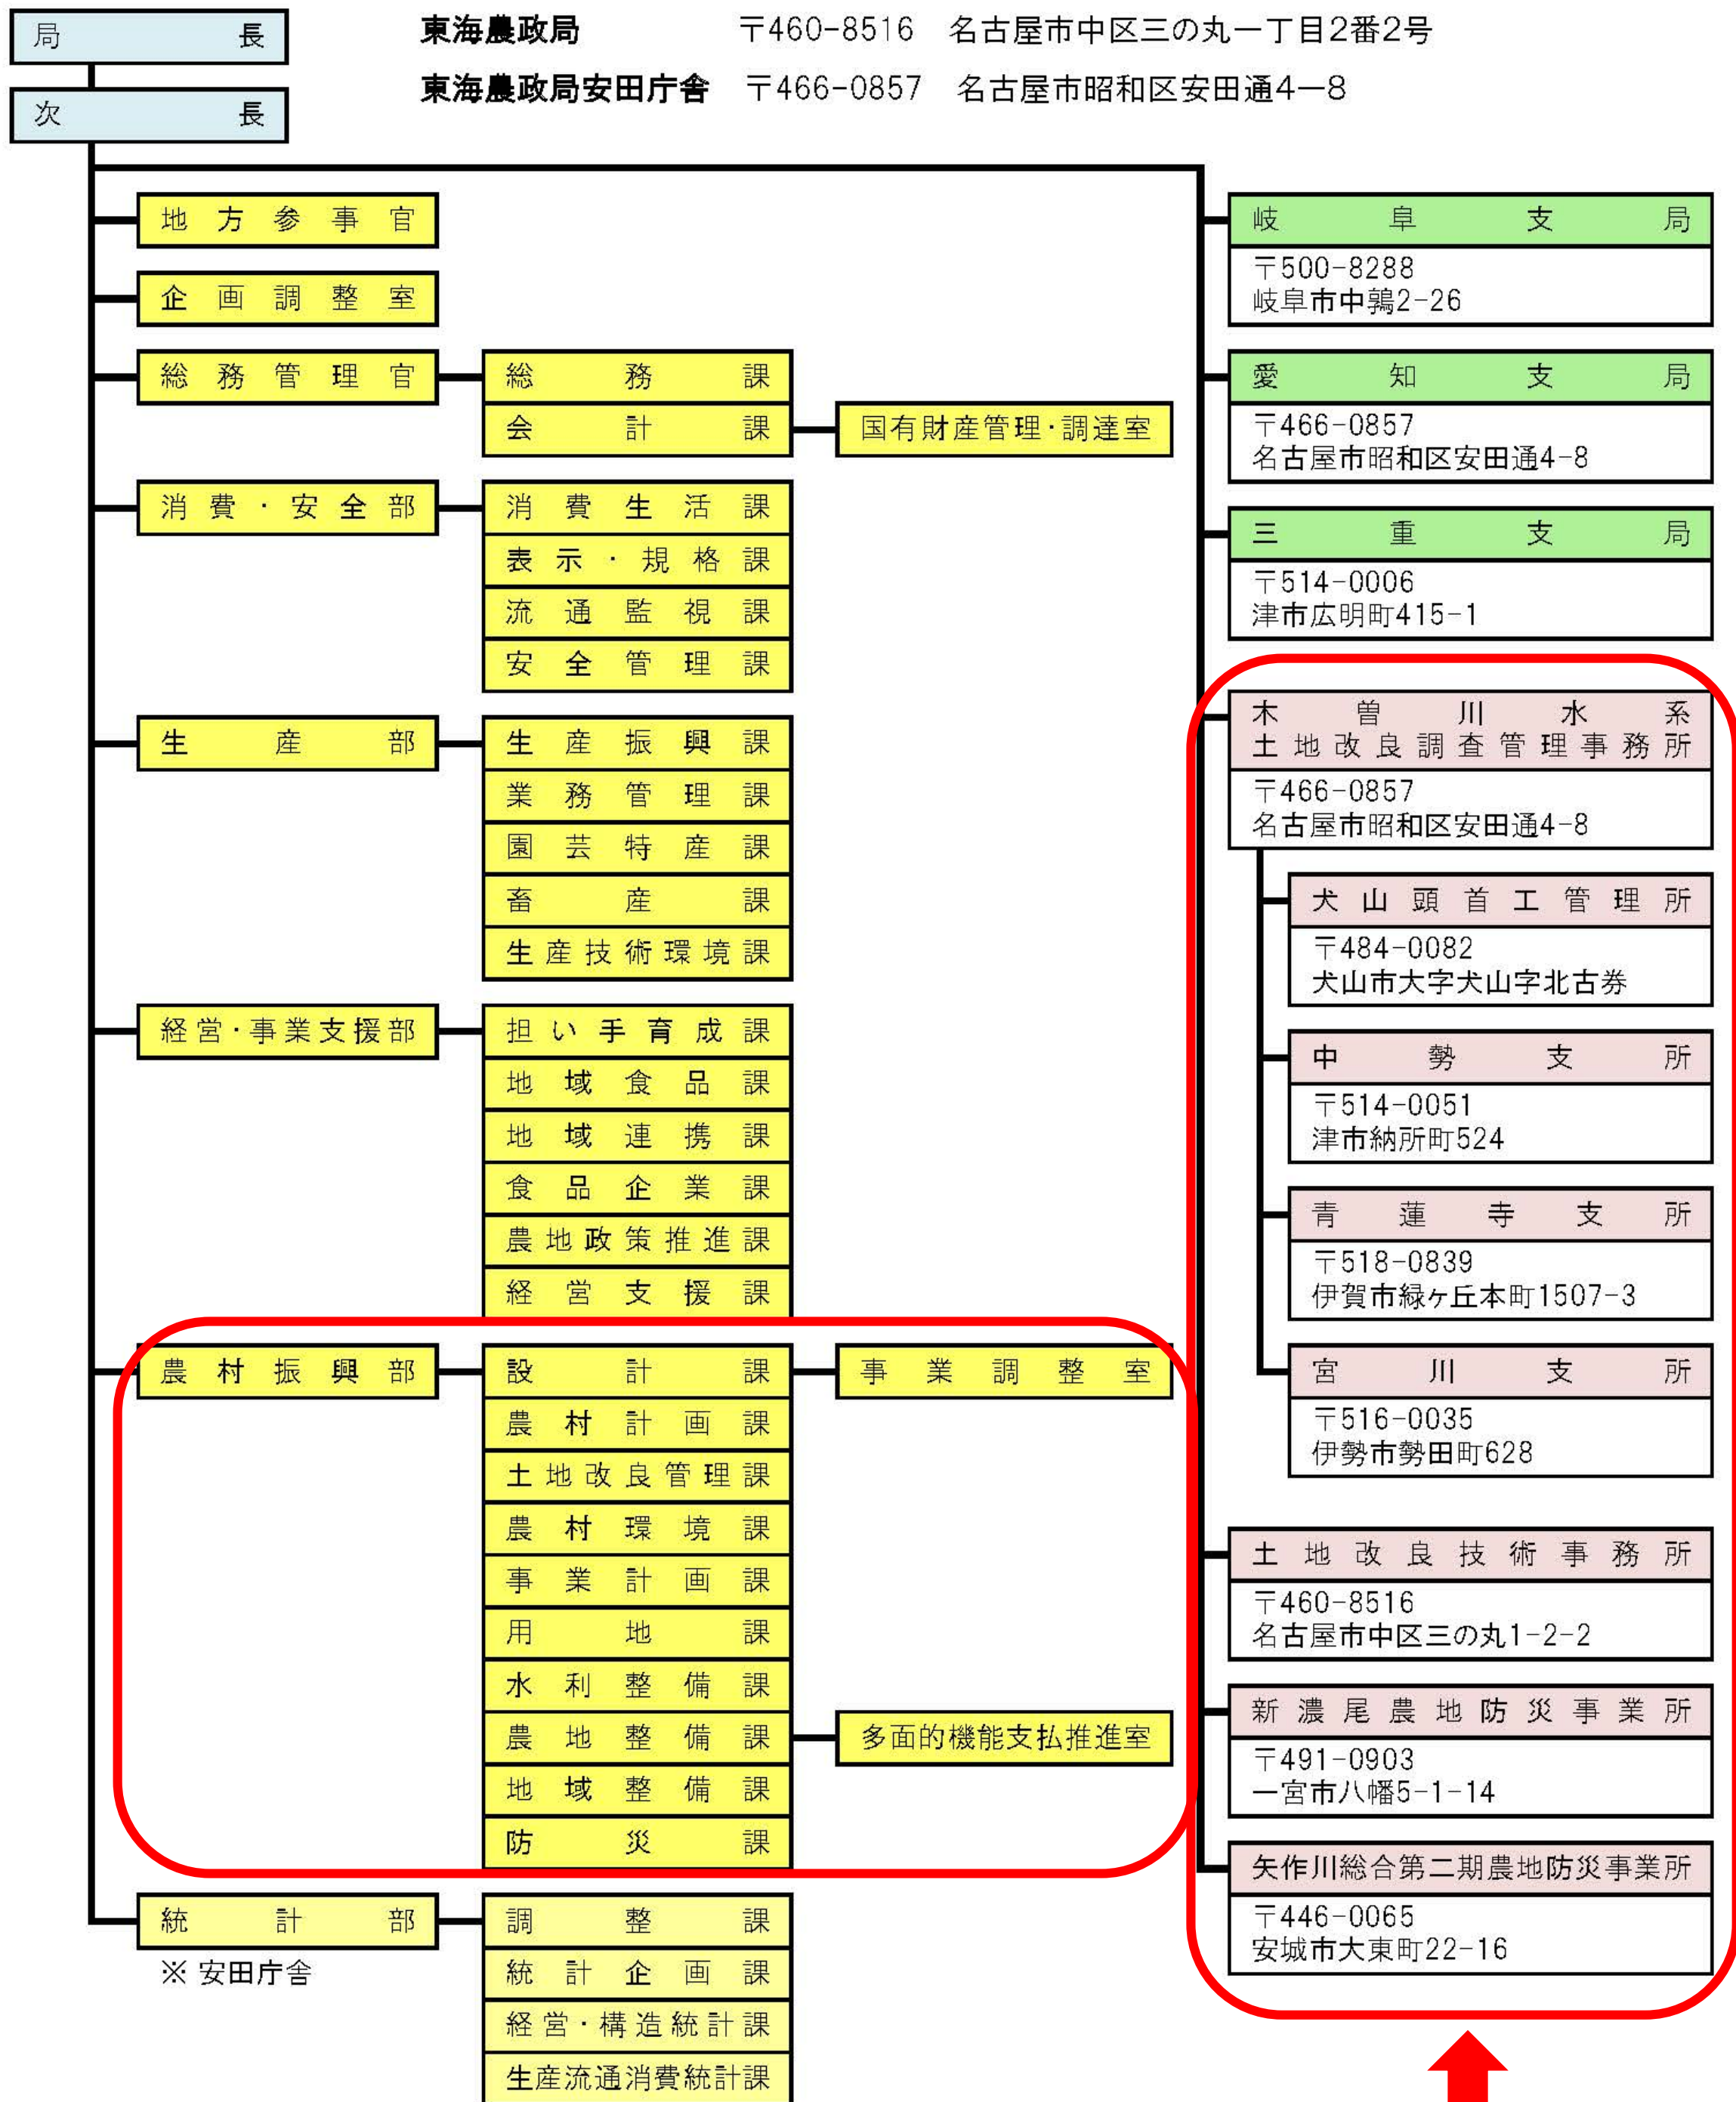 局長
東海農政局 〒460-8516 名古屋市中区三の丸一丁目2番2号
次長
東海農政局安田庁舎 〒466-0857 名古屋市昭和区安田通4―8
地方参事官
企画調整室
総務管理官
総務課
会計課
国有財産管理・調達室
消費・安全部
消費生活課
表示・規格課
流通監視課
安全管理課
生産部
生産振興課
業務管理課
園芸特産課
畜産課
生産技術環境課
経営・事業支援部
担い手育成課
地域食品課
地域連携課
食品企業課
農地政策推進課
経営支援課
農村振興部
設計課
事業調整室
農村計画課
土地改良管理課
農村環境課
事業計画課
用地課
水利整備課
農地整備課
多面的機能支払推進室
地域整備課
防災課
統計部
※ 安田庁舎
調整課
統計企画課
経営・構造統計課
生産流通消費統計課
岐阜支局
〒500-8288
岐阜市中鶉2-26
愛知支局
〒466-0857
名古屋市昭和区安田通4-8
三重支局
〒514-0006
津市広明町415-1
木曽川水系
土地改良調査管理事務所
〒466-0857
名古屋市昭和区安田通4-8
犬山頭首工管理所
〒484-0082
犬山市大字犬山字北古券
中勢支所
〒514-0051
津市納所町524
青蓮寺支所
〒518-0839
伊賀市緑ヶ丘本町1507-3
宮川支所
〒516-0035
伊勢市勢田町628
土地改良技術事務所
〒460-8516
名古屋市中区三の丸1-2-2
新濃尾農地防災事業所
〒491-0903
一宮市八幡5-1-14
矢作川総合第二期農地防災事業所
〒446-0065
安城市大東町22-16